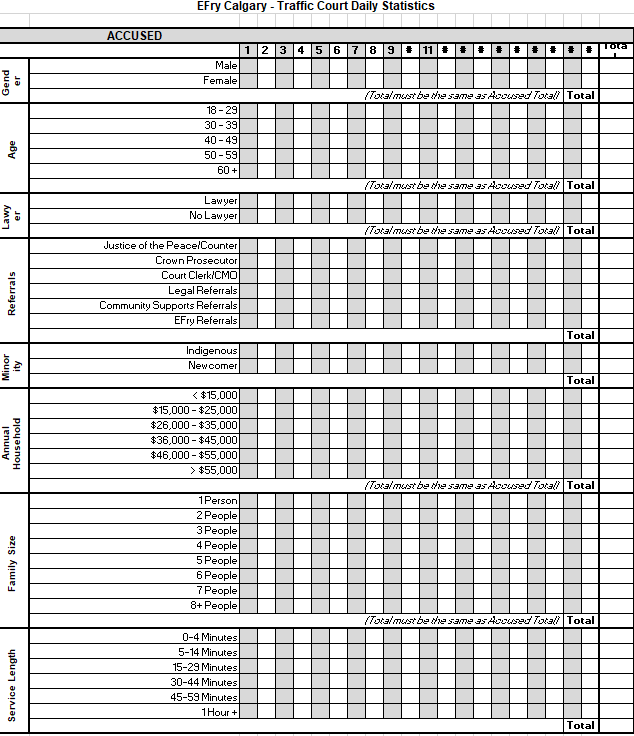 EFry Calgary - Traffic Court Daily Statistics
ACCUSED
1 2 3 4 5 6 7 8 9 # 11 # # # # # # # # #
Total
Gender
Male
Female
(Total must be the same as Accused Total) Total
Age
18 - 29
30 - 39
40 - 49
50 - 59
60 +
(Total must be the same as Accused Total) Total
Lawyer
Lawyer
No Lawyer
(Total must be the same as Accused Total) Total
Referrals
Justice of the Peace/Counter
Crown Prosecutor
Court Clerk/CMO
Legal Referrals
Community Supports Referrals
EFry Referrals
Total
Minority
Indigenous
Newcomer
Total
Annual Household
< $15,000
$15,000 - $25,000
$26,000 - $35,000
$36,000 - $45,000
$46,000 - $55,000
> $55,000
(Total must be the same as Accused Total) Total
Family Size
1 Person
2 People
3 People
4 People
5 People
6 People
7 People
8+ People
(Total must be the same as Accused Total) Total
Service Length
0-4 Minutes
5-14 Minutes
15-29 Minutes
30-44 Minutes
45-59 Minutes
1 Hour +
Total